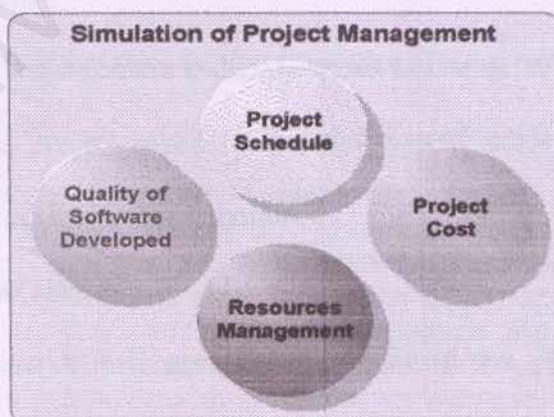 Simulation of Project Management
Project
Schedule
Quality of
Software
Developed
Project
Cost
Resources
Management